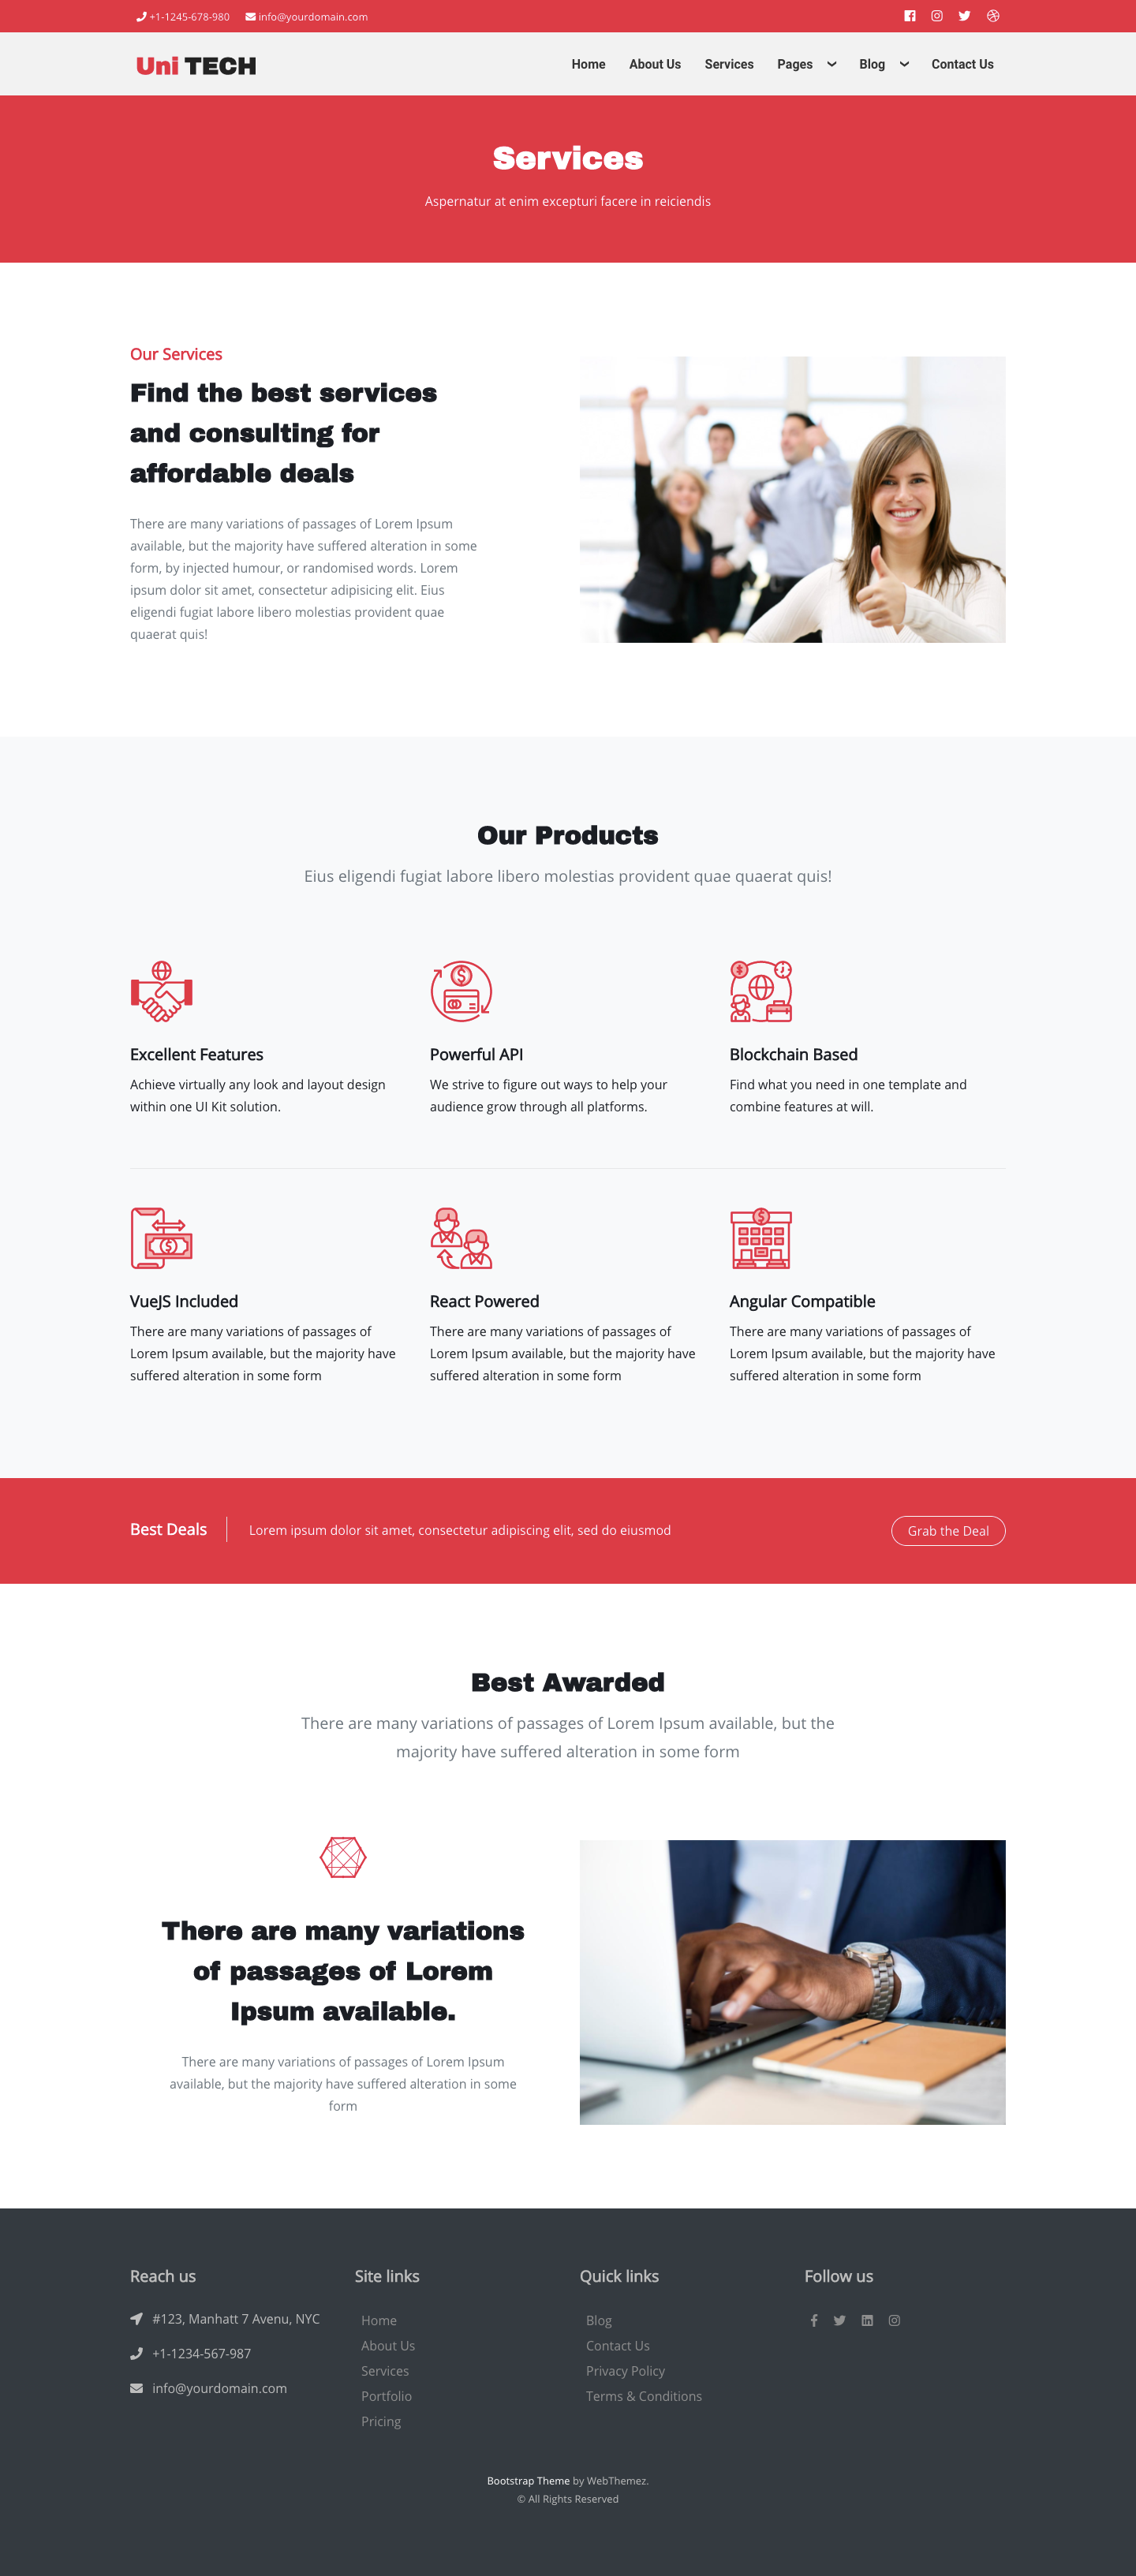 +1-1245-678-980 info@yourdomain.com
Uni TECH
Home About Us Services Pages Blog Contact Us
Services
Aspernatur at enim excepturi facere in reiciendis
Our Services
Find the best services
and consulting for
affordable deals
There are many variations of passages of Lorem Ipsum
available, but the majority have suffered alteration in some
form, by injected humour, or randomised words. Lorem
ipsum dolor sit amet, consectetur adipisicing elit. Eius
eligendi fugiat labore libero molestias provident quae
quaerat quis!
Our Products
Eius eligendi fugiat labore libero molestias provident quae quaerat quis!
Excellent Features
Achieve virtually any look and layout design
within one UI Kit solution.
Powerful API
We strive to figure out ways to help your
audience grow through all platforms.
Blockchain Based
Find what you need in one template and
combine features at will.
VueJS Included
There are many variations of passages of
Lorem Ipsum available, but the majority have
suffered alteration in some form
React Powered
There are many variations of passages of
Lorem Ipsum available, but the majority have
suffered alteration in some form
Angular Compatible
There are many variations of passages of
Lorem Ipsum available, but the majority have
suffered alteration in some form
Best Deals
Lorem ipsum dolor sit amet, consectetur adipiscing elit, sed do eiusmod
Grab the Deal
Best Awarded
There are many variations of passages of Lorem Ipsum available, but the
majority have suffered alteration in some form
There are many variations
of passages of Lorem
Ipsum available.
There are many variations of passages of Lorem Ipsum
available, but the majority have suffered alteration in some
form
Reach us
#123, Manhatt 7 Avenu, NYC
+1-1234-567-987
info@yourdomain.com
Site links
Home
About Us
Services
Portfolio
Pricing
Quick links
Blog
Contact Us
Privacy Policy
Terms & Conditions
Follow us
Bootstrap Theme by WebThemez.
© All Rights Reserved